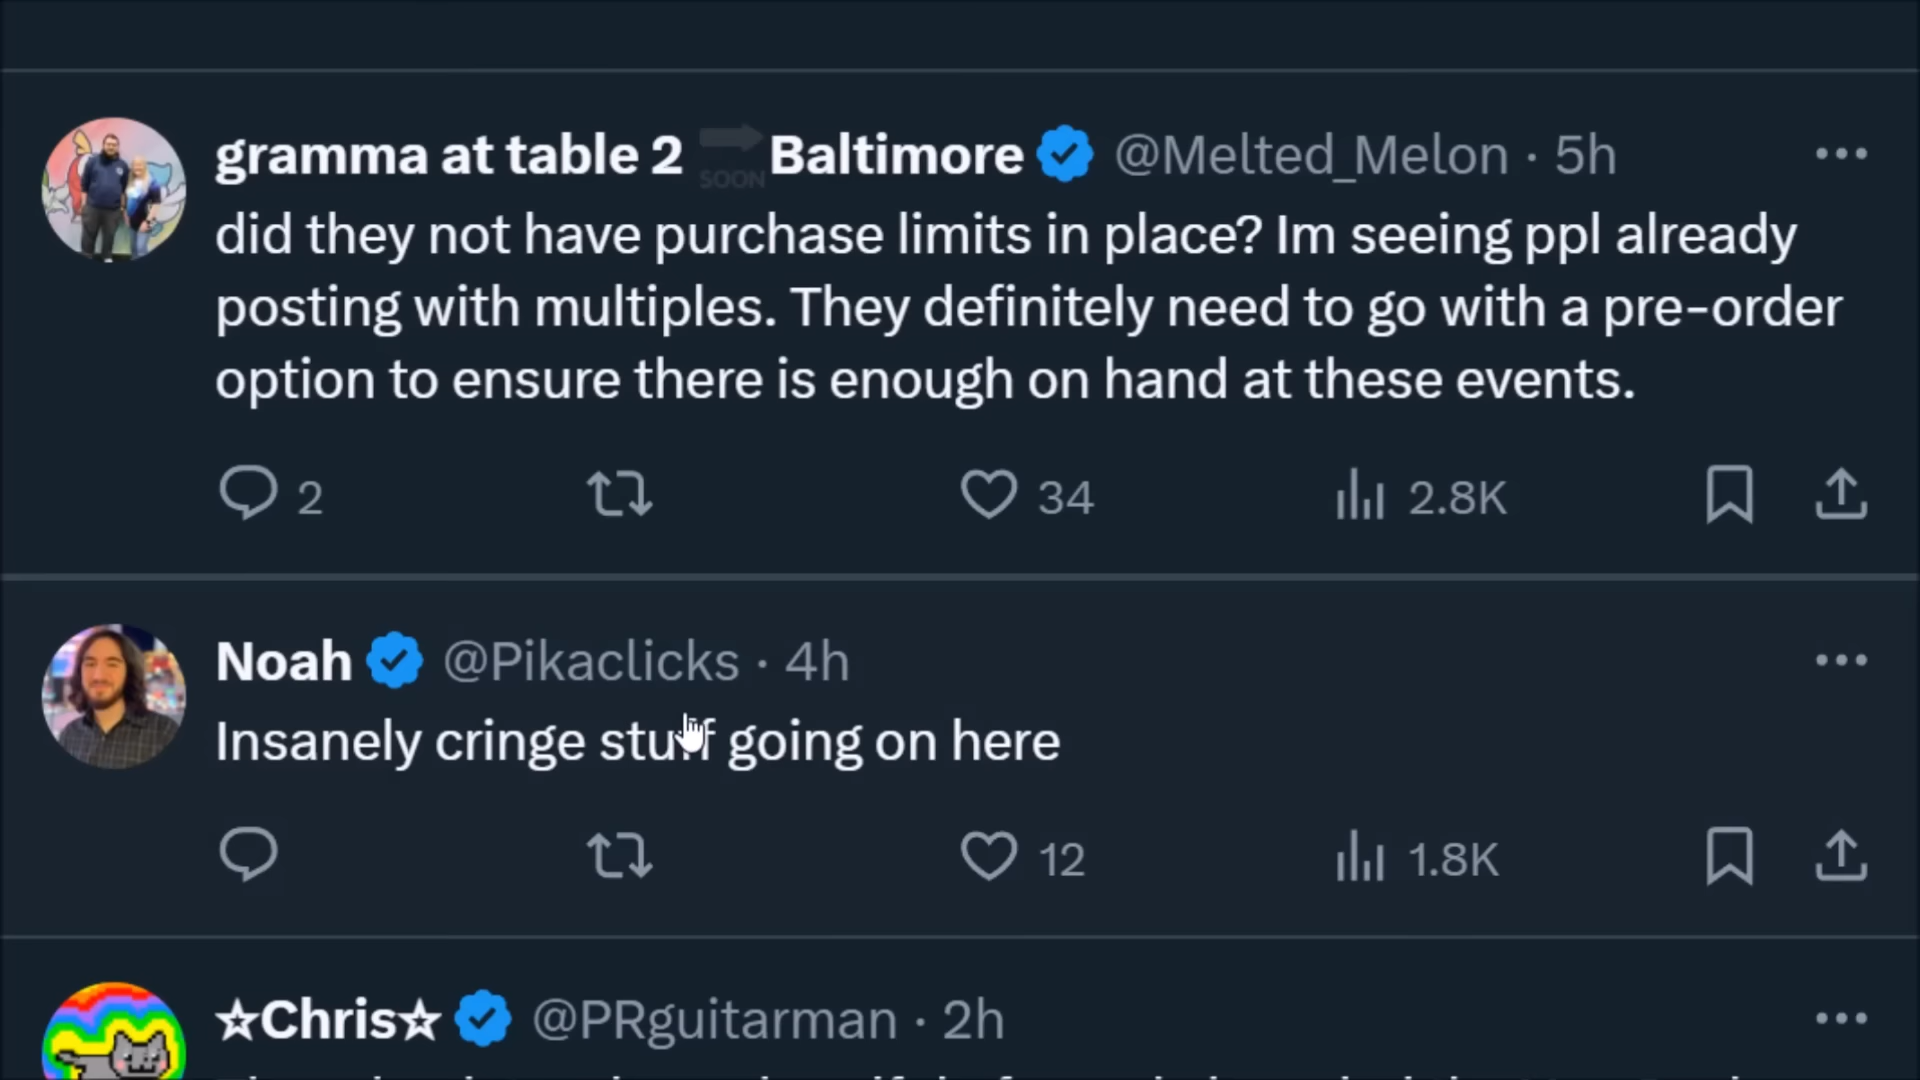 gramma at table 2 SOON Baltimore @Melted_Melon · 5h
did they not have purchase limits in place? Im seeing ppl already
posting with multiples. They definitely need to go with a pre-order
option to ensure there is enough on hand at these events.
2 34 2.8K
Noah @Pikaclicks · 4h
Insanely cringe stuff going on here
12 1.8K
☆Chris☆ @PRguitarman · 2h